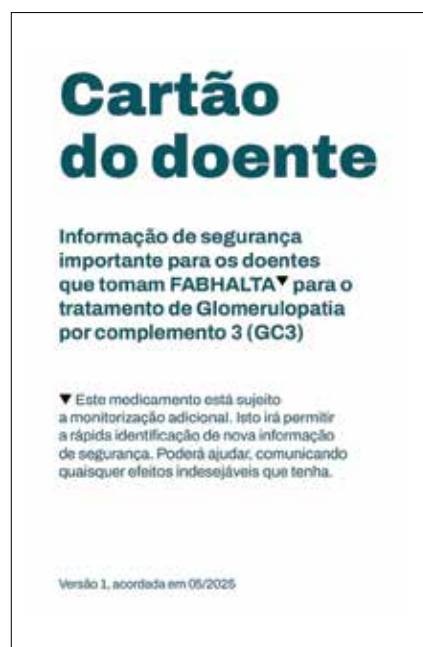 Cartão
do doente
Informação de segurança
importante para os doentes
que tomam FABHALTA▼ para o
tratamento de Glomerulopatia
por complemento 3 (GC3)
▼ Este medicamento está sujeito
a monitorização adicional. Isto irá permitir
a rápida identificação de nova informação
de segurança. Poderá ajudar, comunicando
quaisquer efeitos indesejáveis que tenha.
Versão 1, acordada em 05/2025